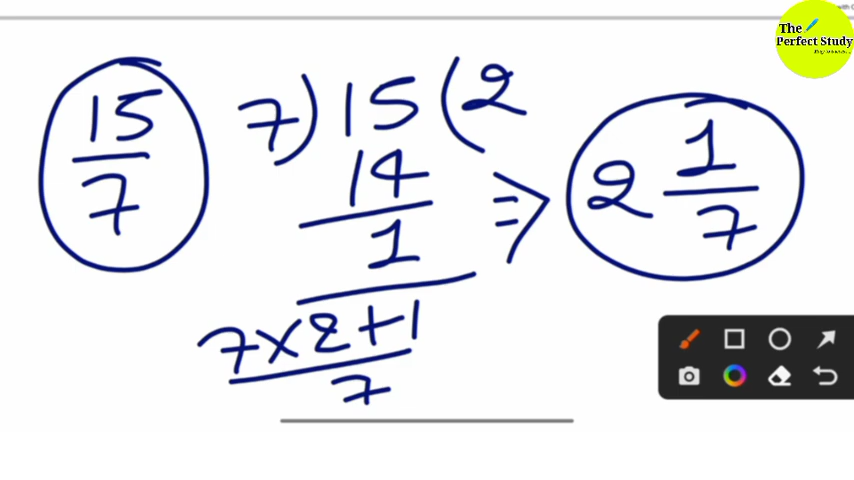 The
Perfect Study
15/7
7) 15 (2
14
1
⇒ 2 1/7
7×2+1
7